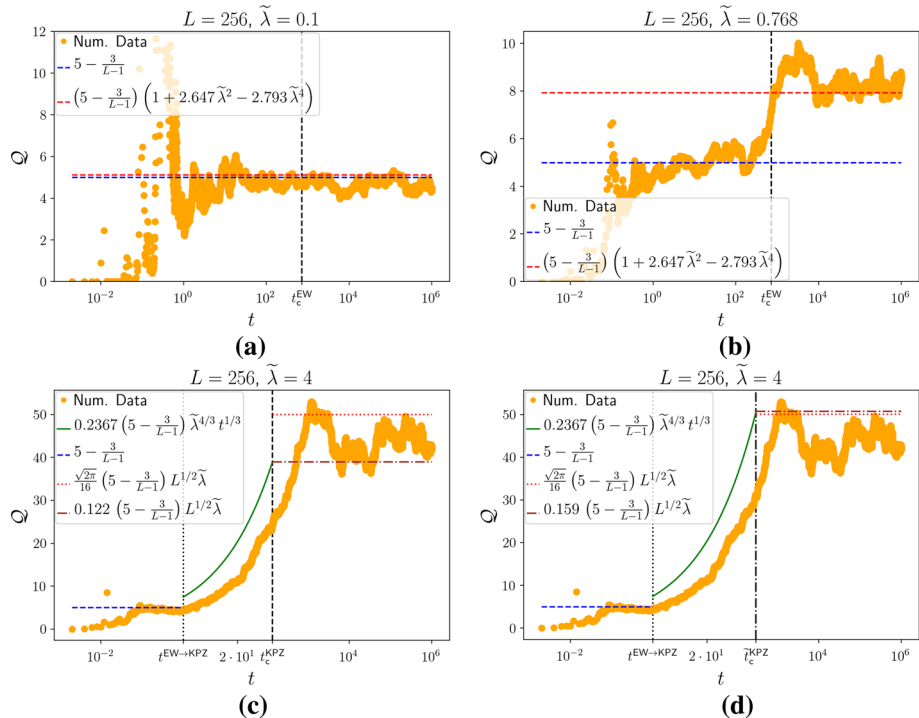 L = 256, λ̃ = 0.1
12
10
8
6
4
2
0
Q
Num. Data
5 − 3/(L−1)
(5 − 3/(L−1)) (1 + 2.647 λ̃² − 2.793 λ̃⁴)
10⁻² 10⁰ 10² t_c^EW 10⁴ 10⁶
t
(a)
L = 256, λ̃ = 0.768
10
8
6
4
2
0
Q
Num. Data
5 − 3/(L−1)
(5 − 3/(L−1)) (1 + 2.647 λ̃² − 2.793 λ̃⁴)
10⁻² 10⁰ 10² t_c^EW 10⁴ 10⁶
t
(b)
L = 256, λ̃ = 4
50
40
30
20
10
0
Q
Num. Data
0.2367 (5 − 3/(L−1)) λ̃^{4/3} t^{1/3}
5 − 3/(L−1)
√(2π)/16 (5 − 3/(L−1)) L^{1/2} λ̃
0.122 (5 − 3/(L−1)) L^{1/2} λ̃
10⁻² t^{EW→KPZ} 2 · 10¹ t_c^KPZ 10⁴ 10⁶
t
(c)
L = 256, λ̃ = 4
50
40
30
20
10
0
Q
Num. Data
0.2367 (5 − 3/(L−1)) λ̃^{4/3} t^{1/3}
5 − 3/(L−1)
√(2π)/16 (5 − 3/(L−1)) L^{1/2} λ̃
0.159 (5 − 3/(L−1)) L^{1/2} λ̃
10⁻² t^{EW→KPZ} 2 · 10¹ t̃_c^KPZ 10⁴ 10⁶
t
(d)